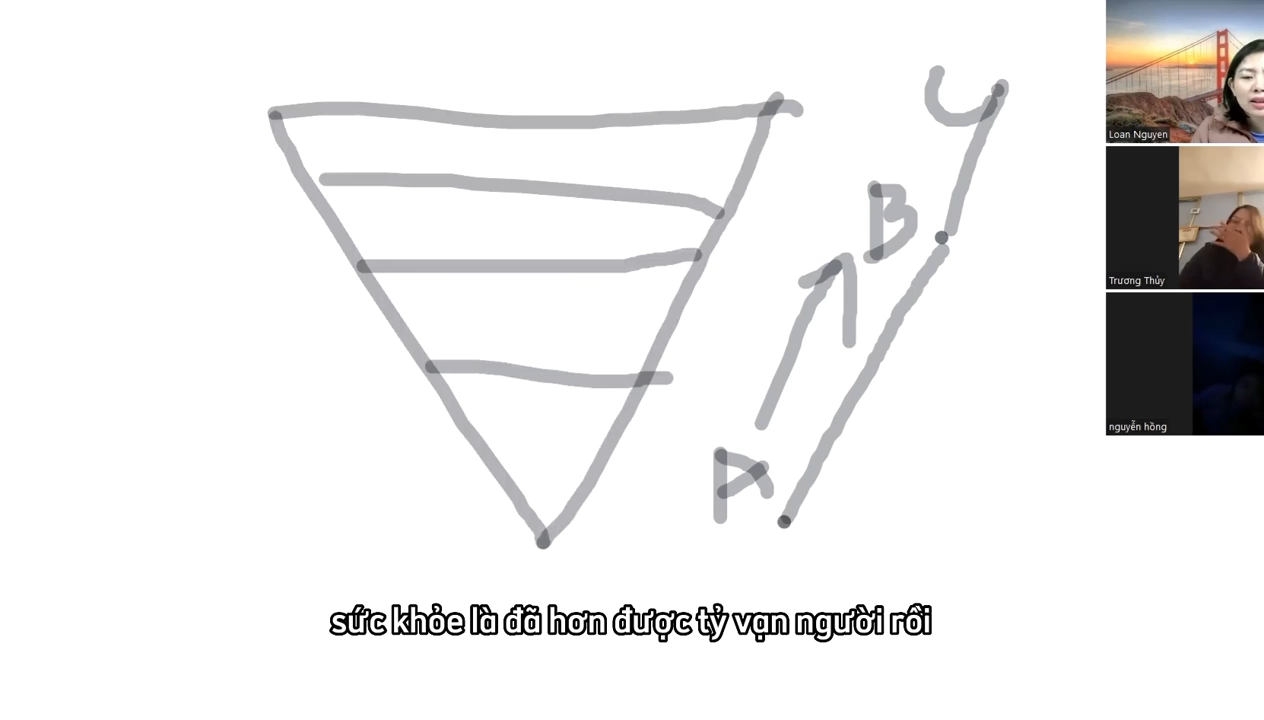 B
A
Loan Nguyen
Trương Thủy
nguyễn hồng
sức khỏe là đã hơn được tỷ vạn người rồi